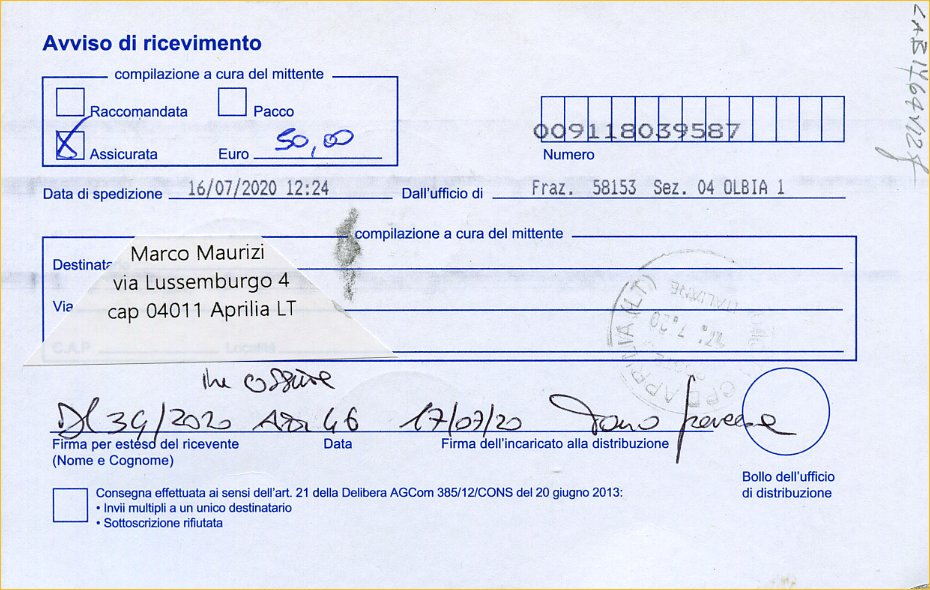 Avviso di ricevimento
compilazione a cura del mittente
Raccomandata
Pacco
Assicurata
Euro 50,00
009118039587
Numero
Data di spedizione 16/07/2020 12:24
Dall'ufficio di Fraz. 58153 Sez. 04 OLBIA 1
compilazione a cura del mittente
Destinatario
Marco Maurizi
via Lussemburgo 4
cap 04011 Aprilia LT
Via
C.A.P.
Località
APRILIA (LT)
DL 34/2020 17/07/20
Firma per esteso del ricevente
(Nome e Cognome)
Data
Firma dell'incaricato alla distribuzione
Bollo dell'ufficio
di distribuzione
Consegna effettuata ai sensi dell'art. 21 della Delibera AGCom 385/12/CONS del 20 giugno 2013:
• Invii multipli a un unico destinatario
• Sottoscrizione rifiutata